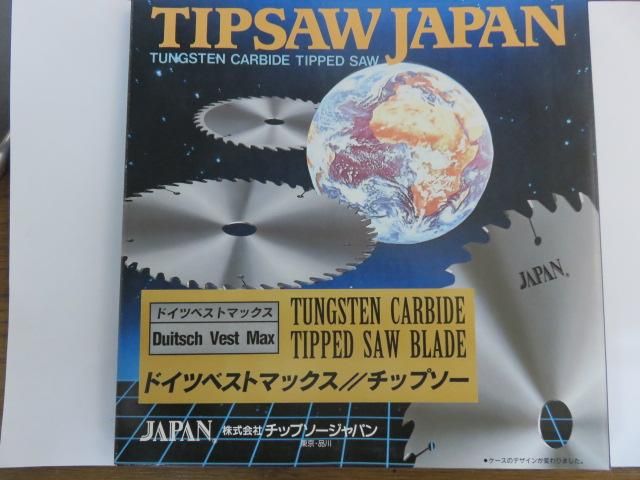 TIPSAW JAPAN
TUNGSTEN CARBIDE TIPPED SAW
JAPAN
ドイツベストマックス
Duitsch Vest Max
TUNGSTEN CARBIDE
TIPPED SAW BLADE
ドイツベストマックス//チップソー
JAPAN® 株式会社 チップソージャパン
東京・品川
●ケースのデザインが変わりました。